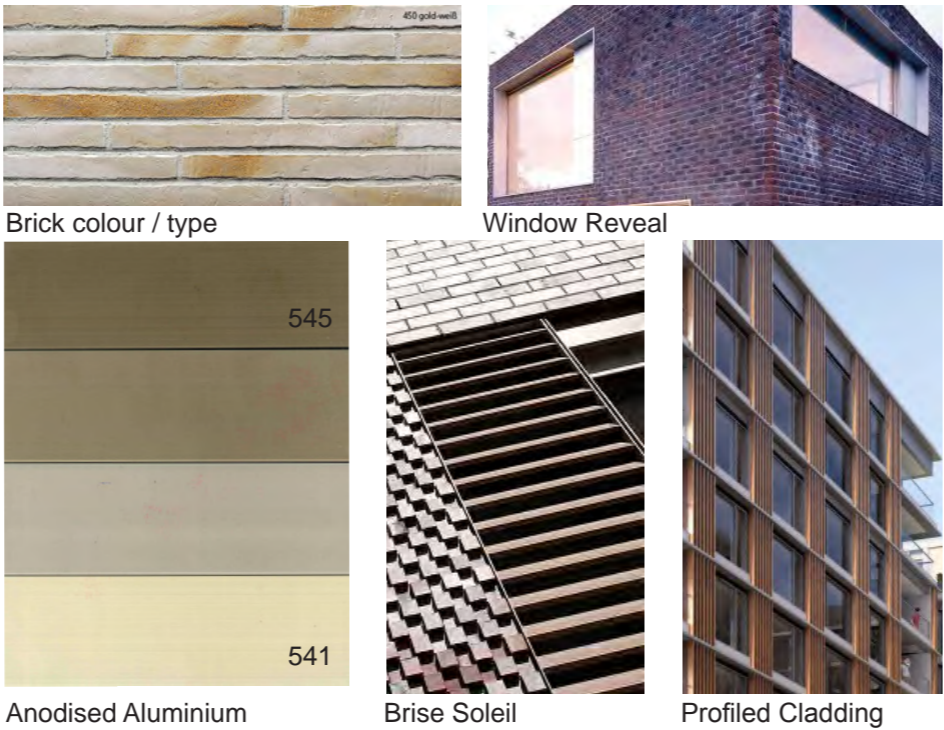 450 gold-weiß
Brick colour / type
Window Reveal
545
541
Anodised Aluminium
Brise Soleil
Profiled Cladding